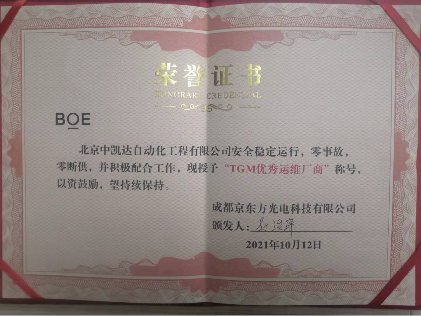 荣誉证书
HONORARY CREDENTIAL
BOE
北京中凯达自动化工程有限公司安全稳定运行，零事故，
零断供，并积极配合工作，现授予“TGM优秀运维厂商”称号，
以资鼓励，望持续保持。
成都京东方光电科技有限公司
颁发人：
2021年10月12日